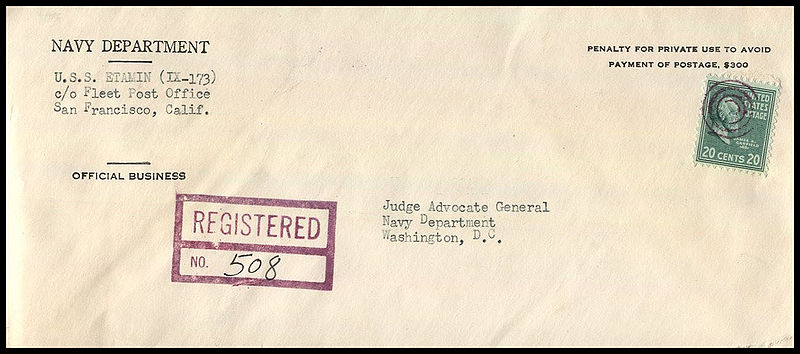 NAVY DEPARTMENT
U.S.S. ETAMIN (IX-173)
c/o Fleet Post Office
San Francisco, Calif.
OFFICIAL BUSINESS
PENALTY FOR PRIVATE USE TO AVOID
PAYMENT OF POSTAGE, $300
UNITED
STATES
POSTAGE
JAMES A.
GARFIELD
20 CENTS 20
REGISTERED
NO. 508
Judge Advocate General
Navy Department
Washington, D.C.